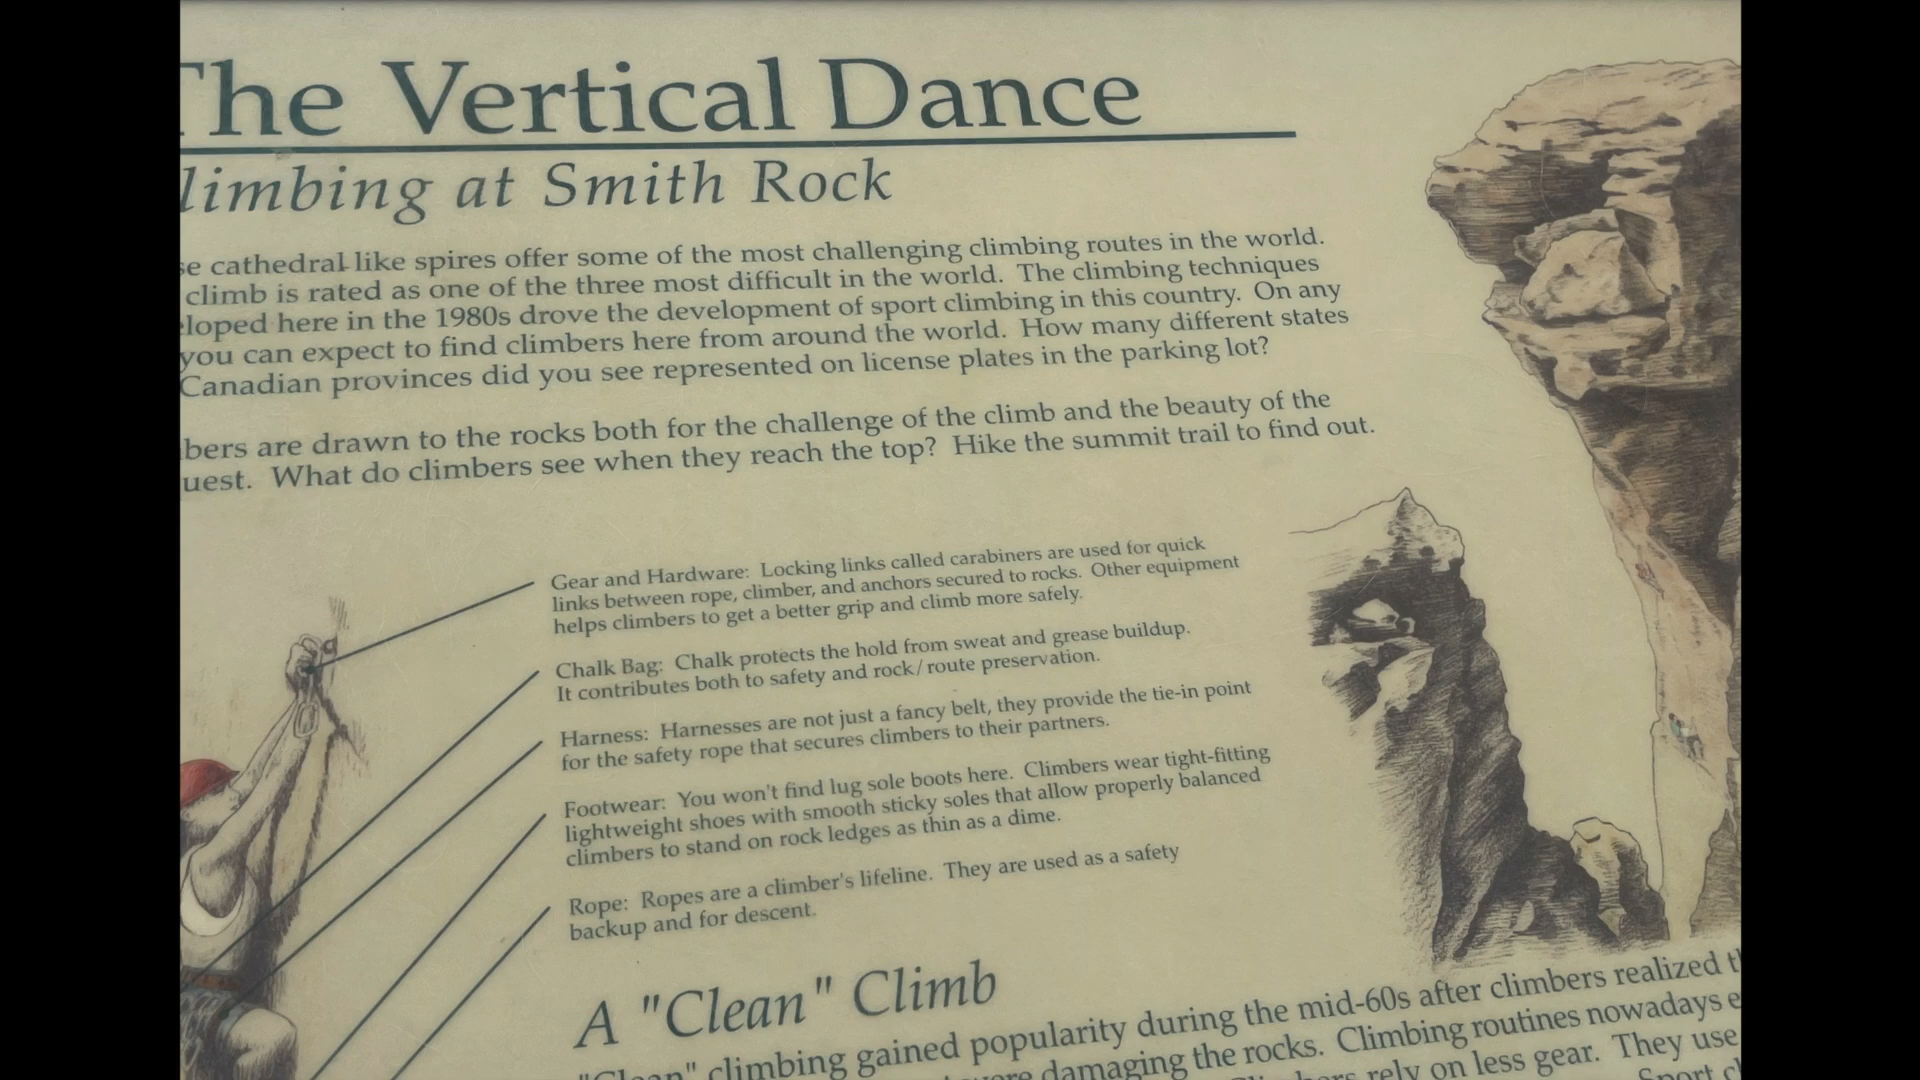 The Vertical Dance
limbing at Smith Rock
se cathedral like spires offer some of the most challenging climbing routes in the world.
climb is rated as one of the three most difficult in the world. The climbing techniques
loped here in the 1980s drove the development of sport climbing in this country. On any
you can expect to find climbers here from around the world. How many different states
Canadian provinces did you see represented on license plates in the parking lot?
bers are drawn to the rocks both for the challenge of the climb and the beauty of the
uest. What do climbers see when they reach the top? Hike the summit trail to find out.
Gear and Hardware: Locking links called carabiners are used for quick
links between rope, climber, and anchors secured to rocks. Other equipment
helps climbers to get a better grip and climb more safely.
Chalk Bag: Chalk protects the hold from sweat and grease buildup.
It contributes both to safety and rock/route preservation.
Harness: Harnesses are not just a fancy belt, they provide the tie-in point
for the safety rope that secures climbers to their partners.
Footwear: You won't find lug sole boots here. Climbers wear tight-fitting
lightweight shoes with smooth sticky soles that allow properly balanced
climbers to stand on rock ledges as thin as a dime.
Rope: Ropes are a climber's lifeline. They are used as a safety
backup and for descent.
A "Clean" Climb
"Clean" climbing gained popularity during the mid-60s after climbers realized th
were damaging the rocks. Climbing routines nowadays e
rely on less gear. They use
Sport cl